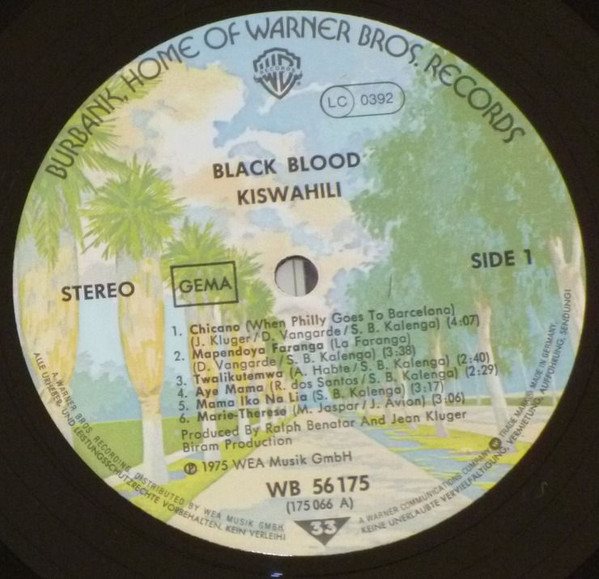 BURBANK, HOME OF WARNER BROS. RECORDS
LC 0392
BLACK BLOOD
KISWAHILI
STEREO
GEMA
SIDE 1
1. Chicano (When Philly Goes To Barcelona)
(J. Kluger/D. Vangarde/S. B. Kalenga) (4:07)
2. Mapendoya Faranga (La Faranga)
(D. Vangarde/S. B. Kalenga) (3:38)
3. Twalikutemwa (A. Habte/S. B. Kalenga) (2:40)
4. Aye Mama (R. dos Santos/S. B. Kalenga) (2:29)
5. Mama Iko Na Lia (S. B. Kalenga) (3:17)
6. Marie-Therese (M. Jaspar/J. Avion) (3:06)
Produced By Ralph Benatar And Jean Kluger
Biram Production
℗ 1975 WEA Musik GmbH
WB 56175
(175 066 A)
33
A WARNER BROS. RECORDING, DISTRIBUTED BY WEA MUSIK GMBH.
ALLE URHEBER- UND LEISTUNGSSCHUTZRECHTE VORBEHALTEN. KEIN VERLEIH!
A WARNER COMMUNICATIONS COMPANY TRADE MARK MADE IN GERMANY
KEINE UNERLAUBTE VERVIELFÄLTIGUNG, VERMIETUNG, AUFFÜHRUNG, SENDUNG!